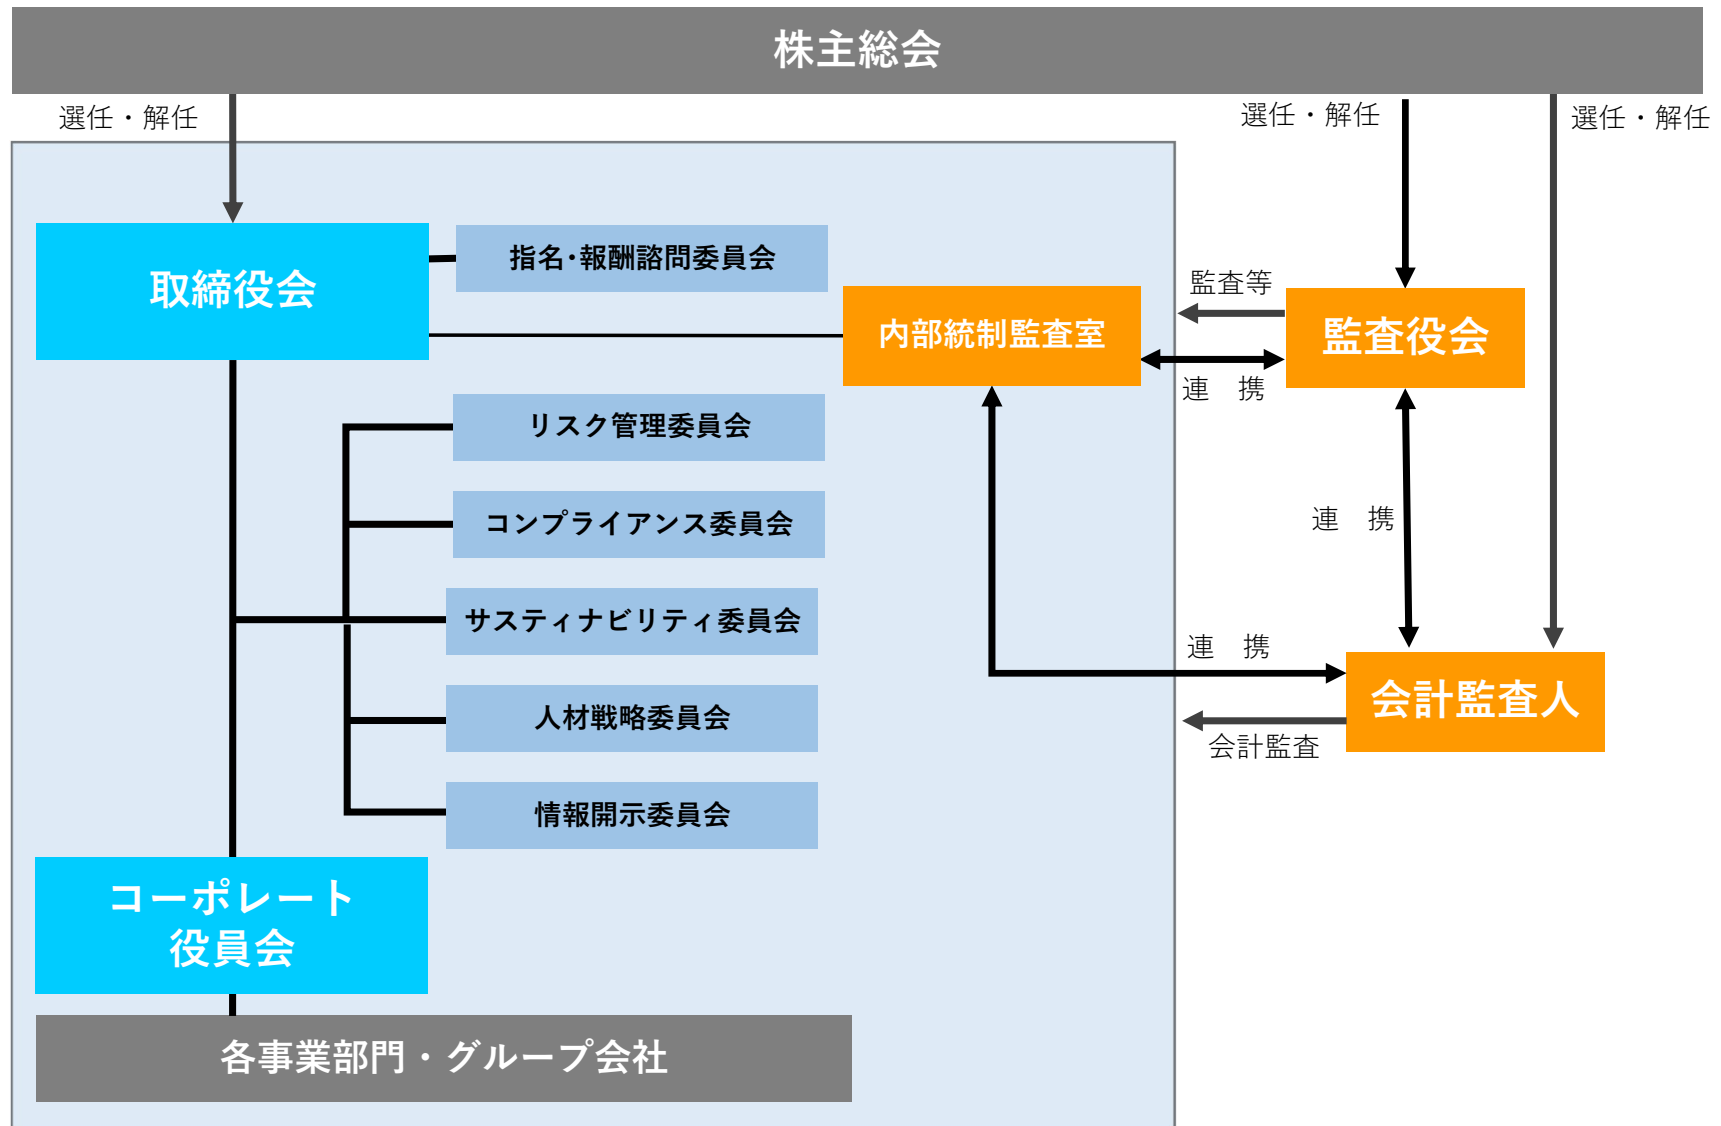 株主総会
選任・解任
選任・解任
選任・解任
取締役会
指名･報酬諮問委員会
内部統制監査室
監査等
監査役会
連　携
リスク管理委員会
コンプライアンス委員会
連　携
サスティナビリティ委員会
連　携
人材戦略委員会
会計監査人
会計監査
情報開示委員会
コーポレート
役員会
各事業部門・グループ会社